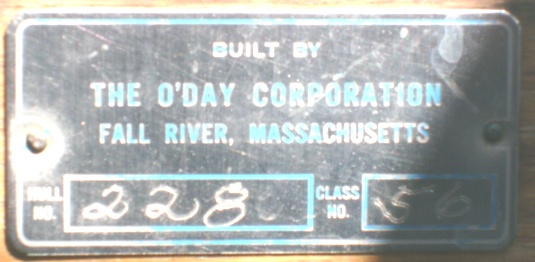 BUILT BY
THE O'DAY CORPORATION
FALL RIVER, MASSACHUSETTS
HULL NO. 228 CLASS NO. 56